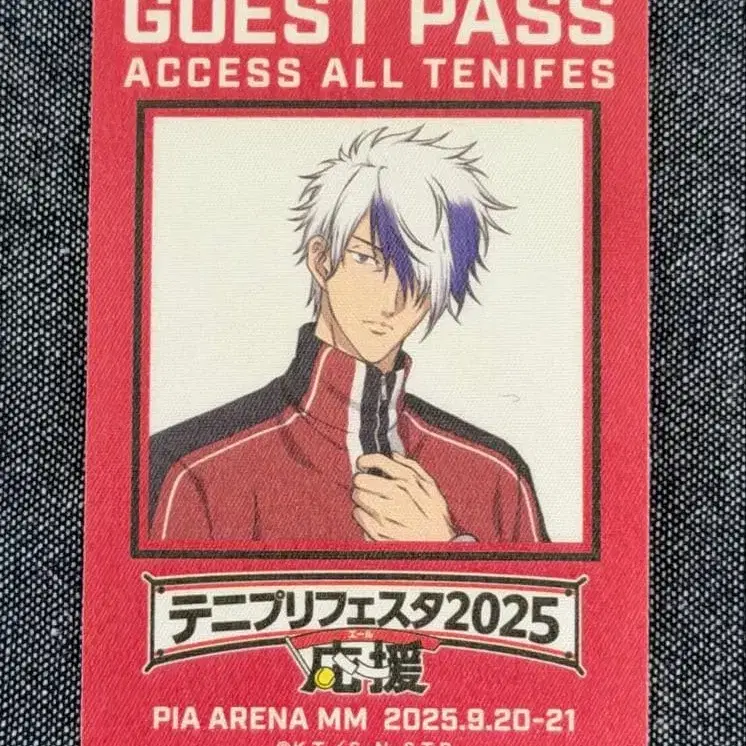 GUEST PASS
ACCESS ALL TENIFES
テニプリフェスタ2025
エール
応援
PIA ARENA MM 2025.9.20-21